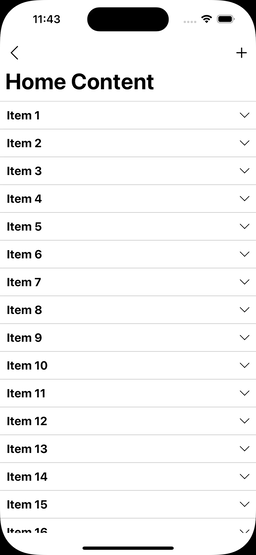 11:43
Home Content
Item 1
Item 2
Item 3
Item 4
Item 5
Item 6
Item 7
Item 8
Item 9
Item 10
Item 11
Item 12
Item 13
Item 14
Item 15
Item 16